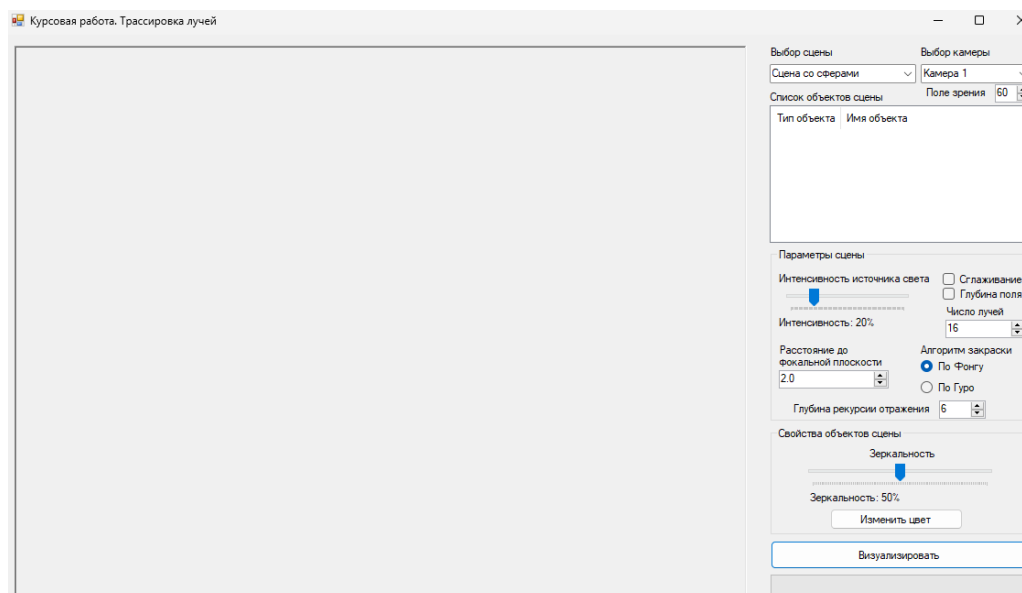 Курсовая работа. Трассировка лучей
Выбор сцены
Выбор камеры
Сцена со сферами
Камера 1
Поле зрения 60
Список объектов сцены
Тип объекта Имя объекта
Параметры сцены
Интенсивность источника света
Сглаживание
Глубина поля
Интенсивность: 20%
Число лучей
16
Расстояние до
фокальной плоскости
2.0
Алгоритм закраски
По Фонгу
По Гуро
Глубина рекурсии отражения 6
Свойства объектов сцены
Зеркальность
Зеркальность: 50%
Изменить цвет
Визуализировать